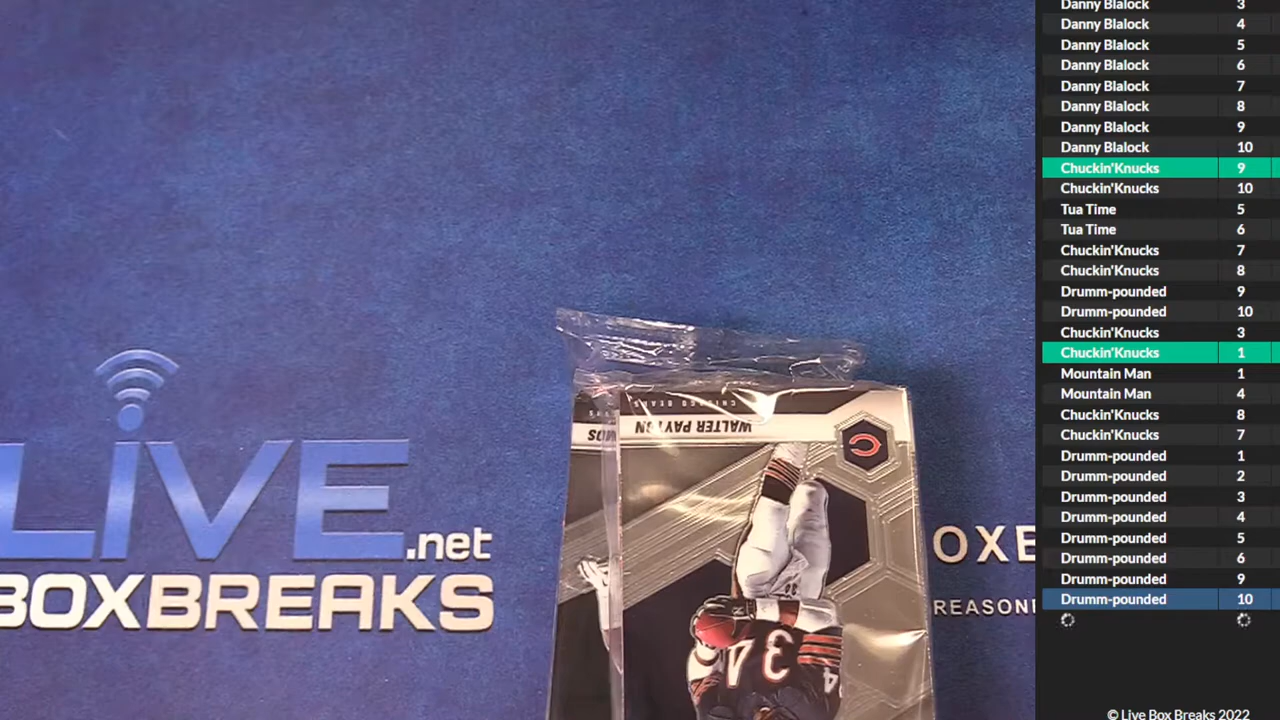 Danny Blalock 3
Danny Blalock 4
Danny Blalock 5
Danny Blalock 6
Danny Blalock 7
Danny Blalock 8
Danny Blalock 9
Danny Blalock 10
Chuckin'Knucks 9
Chuckin'Knucks 10
Tua Time 5
Tua Time 6
Chuckin'Knucks 7
Chuckin'Knucks 8
Drumm-pounded 9
Drumm-pounded 10
Chuckin'Knucks 3
Chuckin'Knucks 1
Mountain Man 1
Mountain Man 4
Chuckin'Knucks 8
Chuckin'Knucks 7
Drumm-pounded 1
Drumm-pounded 2
Drumm-pounded 3
Drumm-pounded 4
Drumm-pounded 5
Drumm-pounded 6
Drumm-pounded 9
Drumm-pounded 10
© Live Box Breaks 2022
LiVE.net
BOXBREAKS
CHICAGO BEARS
WALTER PAYTON
C
34
OXB
REASON